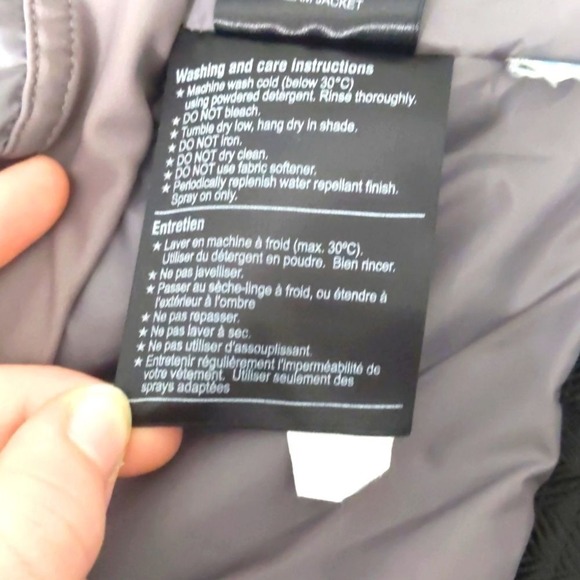 JACKET
Washing and care instructions
★ Machine wash cold (below 30°C)
using powdered detergent. Rinse thoroughly.
★ DO NOT bleach.
★ Tumble dry low, hang dry in shade.
★ DO NOT iron.
★ DO NOT dry clean.
★ DO NOT use fabric softener.
★ Periodically replenish water repellant finish.
Spray on only.
Entretien
★ Laver en machine à froid (max. 30°C).
Utiliser du détergent en poudre. Bien rincer.
★ Ne pas javelliser.
★ Passer au sèche-linge à froid, ou étendre à
l'extérieur à l'ombre
★ Ne pas repasser.
★ Ne pas laver à sec.
★ Ne pas utiliser d'assouplissant.
★ Entretenir régulièrement l'imperméabilité de
votre vêtement. Utiliser seulement des
sprays adaptées